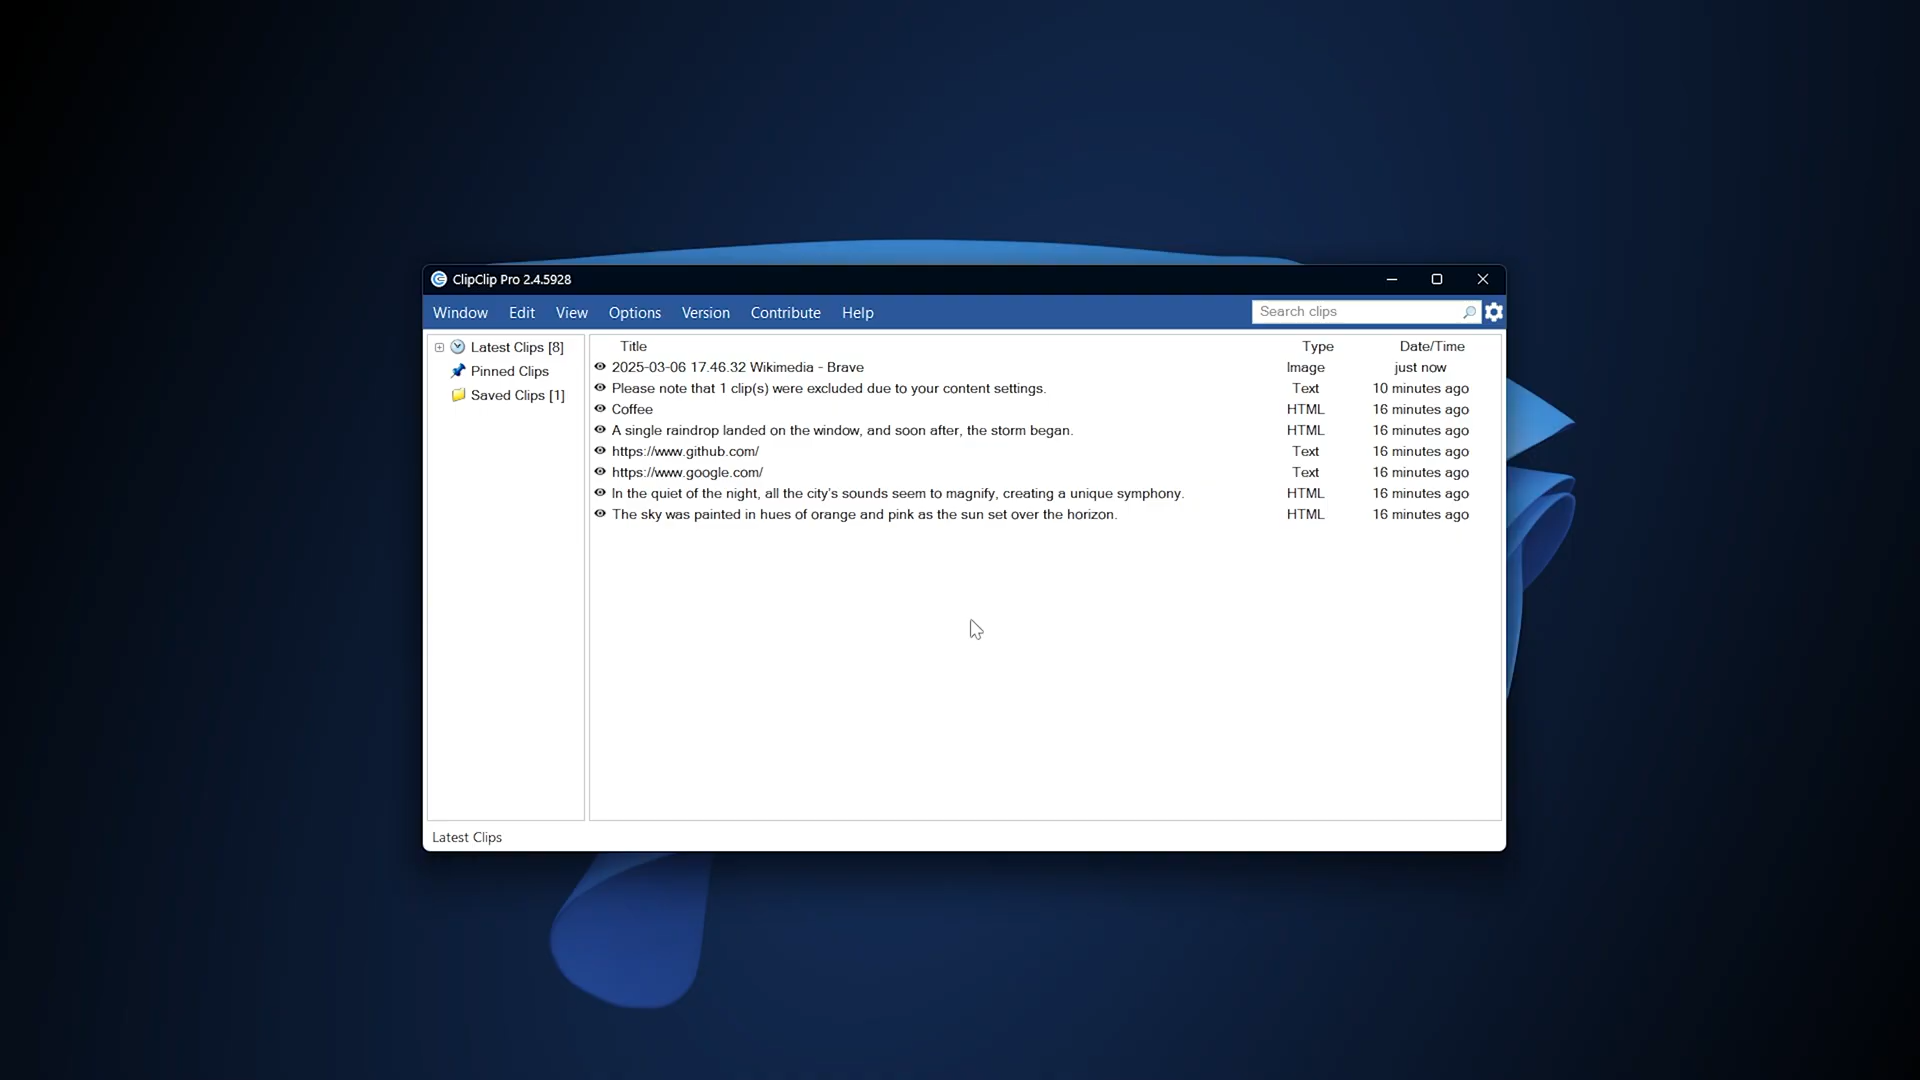 ClipClip Pro 2.4.5928
Window Edit View Options Version Contribute Help Search clips
Latest Clips [8]
Pinned Clips
Saved Clips [1]
Title Type Date/Time
2025-03-06 17.46.32 Wikimedia - Brave Image just now
Please note that 1 clip(s) were excluded due to your content settings. Text 10 minutes ago
Coffee HTML 16 minutes ago
A single raindrop landed on the window, and soon after, the storm began. HTML 16 minutes ago
https://www.github.com/ Text 16 minutes ago
https://www.google.com/ Text 16 minutes ago
In the quiet of the night, all the city's sounds seem to magnify, creating a unique symphony. HTML 16 minutes ago
The sky was painted in hues of orange and pink as the sun set over the horizon. HTML 16 minutes ago
Latest Clips